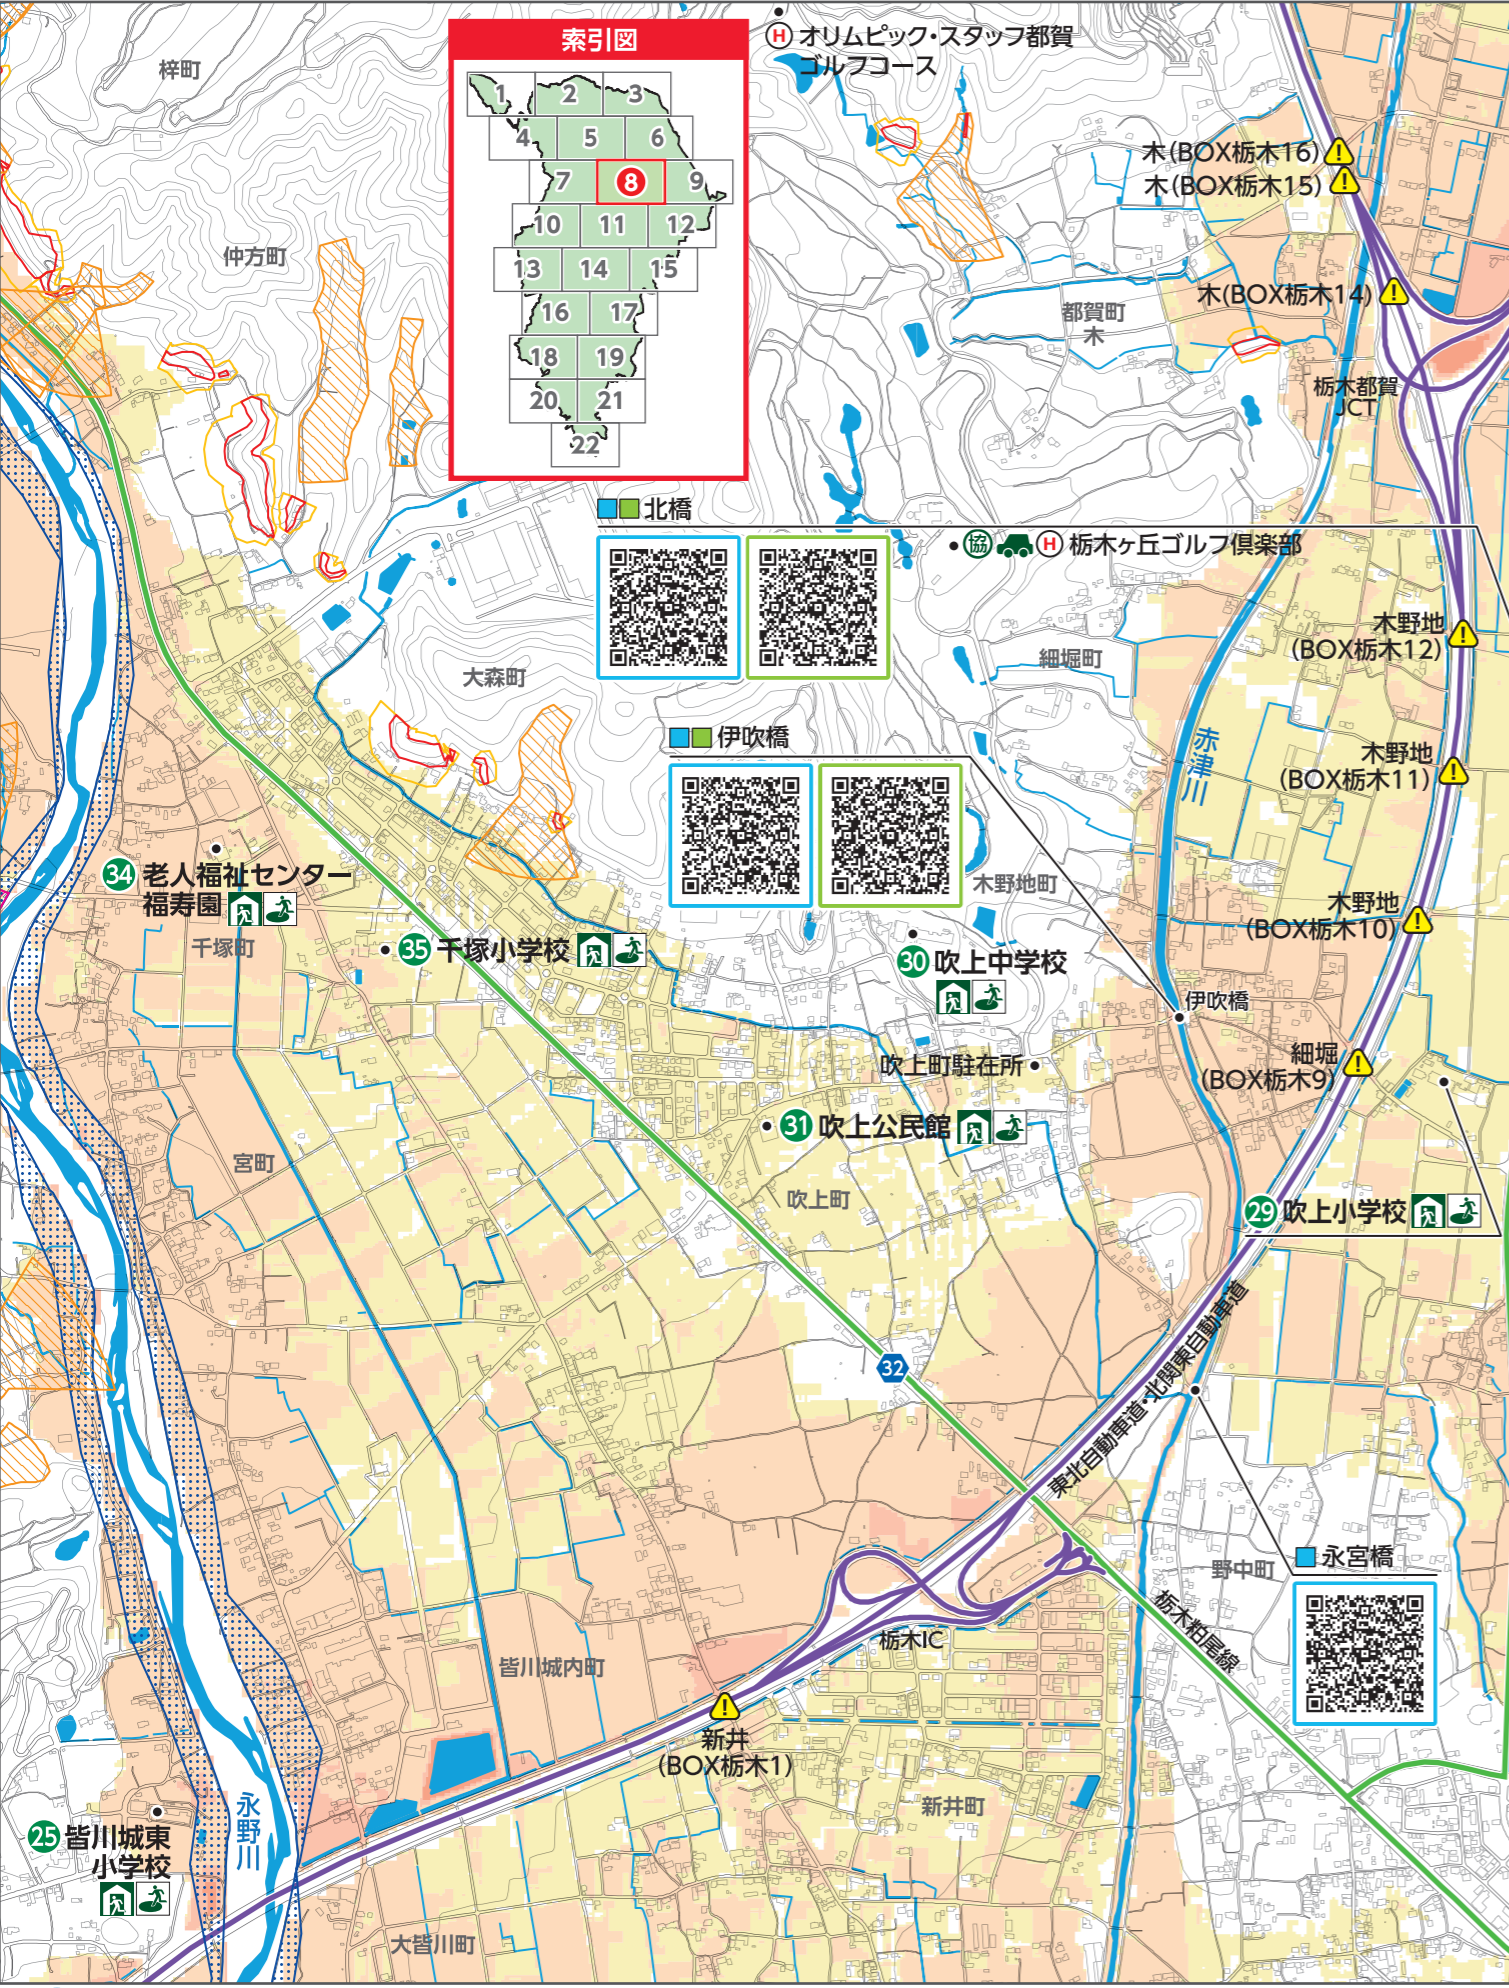 索引図
1
2
3
4
5
6
7
8
9
10
11
12
13
14
15
16
17
18
19
20
21
22
H オリムピック・スタッフ都賀
ゴルフコース
梓町
仲方町
木(BOX栃木16)
木(BOX栃木15)
木(BOX栃木14)
都賀町
木
栃木都賀
JCT
北橋
協 H 栃木ヶ丘ゴルフ倶楽部
木野地
(BOX栃木12)
細堀町
大森町
伊吹橋
赤津川
木野地
(BOX栃木11)
34 老人福祉センター
福寿園
千塚町
35 千塚小学校
木野地町
30 吹上中学校
木野地
(BOX栃木10)
伊吹橋
細堀
(BOX栃木9)
吹上町駐在所
31 吹上公民館
宮町
吹上町
29 吹上小学校
32
東北自動車道・北関東自動車道
野中町
永宮橋
栃木粕尾線
栃木IC
皆川城内町
新井
(BOX栃木1)
新井町
永野川
25 皆川城東
小学校
大皆川町